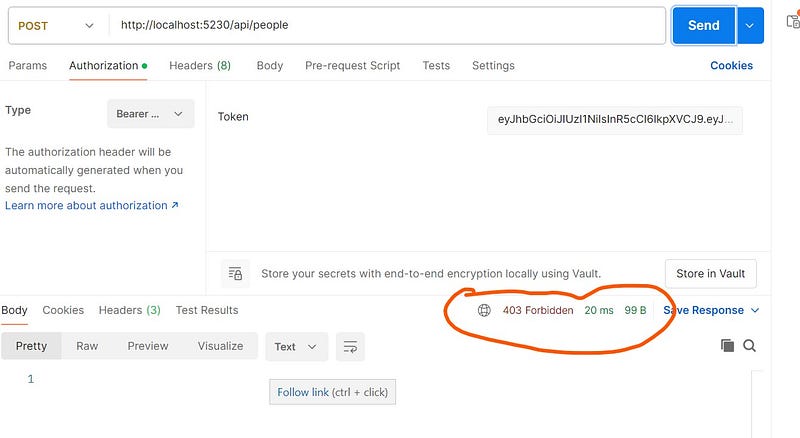 POST
http://localhost:5230/api/people
Send
Params
Authorization
Headers (8)
Body
Pre-request Script
Tests
Settings
Cookies
Type
Bearer ...
Token
eyJhbGciOiJIUzI1NiIsInR5cCI6IkpXVCJ9.eyJ...
The authorization header will be
automatically generated when you
send the request.
Learn more about authorization ↗
Store your secrets with end-to-end encryption locally using Vault.
Store in Vault
Body
Cookies
Headers (3)
Test Results
403 Forbidden
20 ms
99 B
Save Response
Pretty
Raw
Preview
Visualize
Text
1
Follow link (ctrl + click)